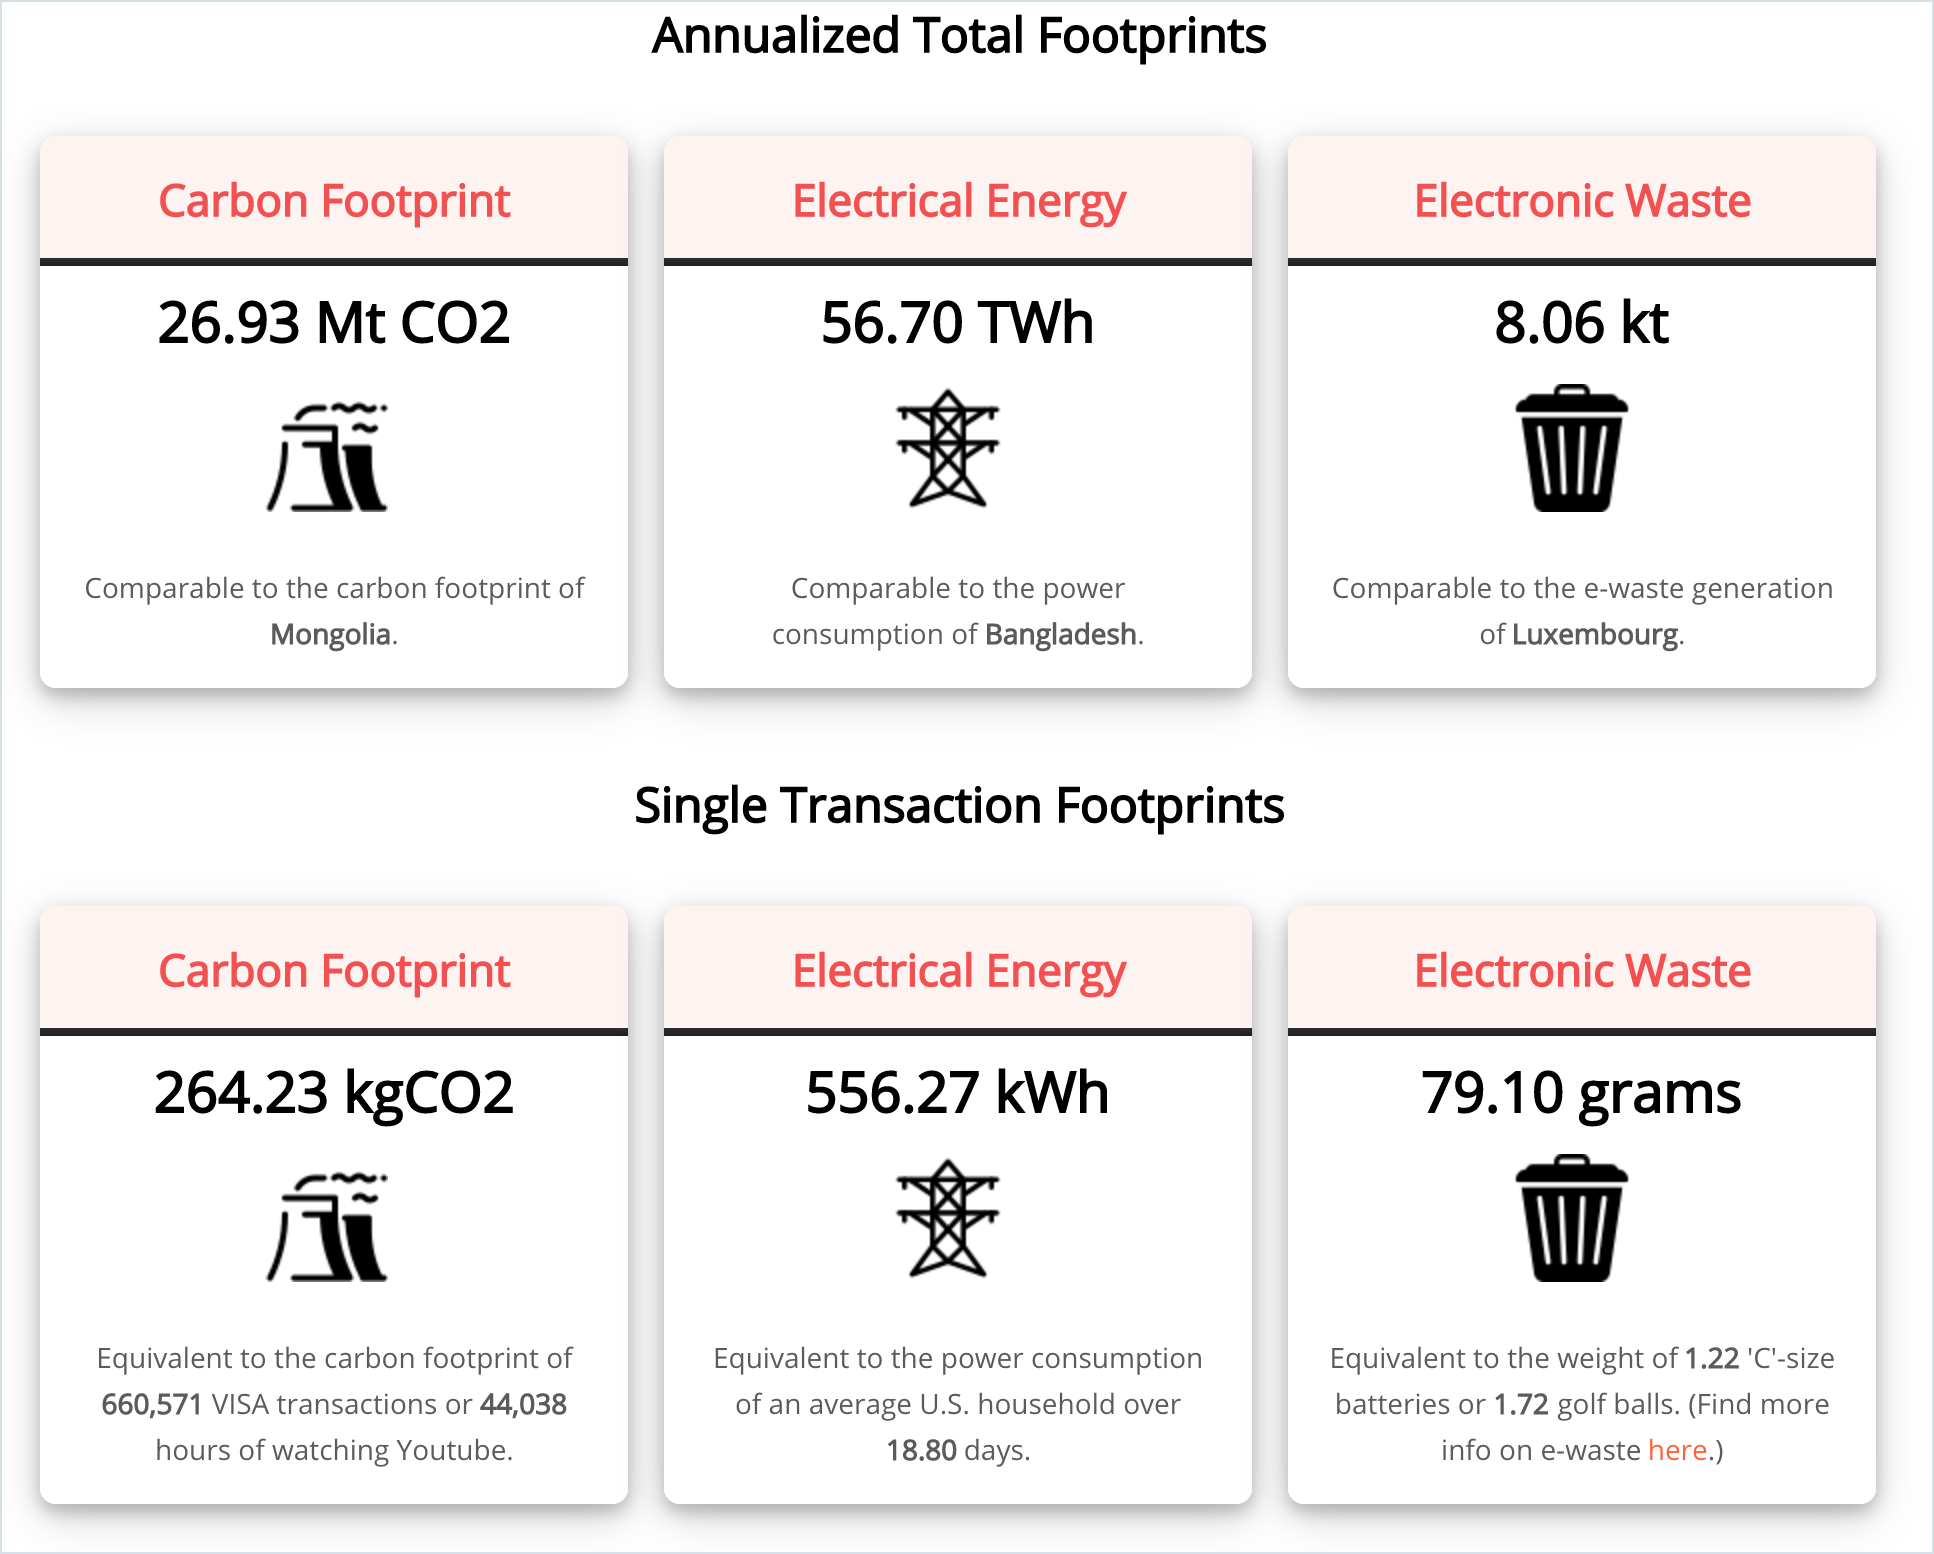 Annualized Total Footprints
Carbon Footprint
26.93 Mt CO2
Comparable to the carbon footprint of
Mongolia.
Electrical Energy
56.70 TWh
Comparable to the power
consumption of Bangladesh.
Electronic Waste
8.06 kt
Comparable to the e-waste generation
of Luxembourg.
Single Transaction Footprints
Carbon Footprint
264.23 kgCO2
Equivalent to the carbon footprint of
660,571 VISA transactions or 44,038
hours of watching Youtube.
Electrical Energy
556.27 kWh
Equivalent to the power consumption
of an average U.S. household over
18.80 days.
Electronic Waste
79.10 grams
Equivalent to the weight of 1.22 'C'-size
batteries or 1.72 golf balls. (Find more
info on e-waste here.)